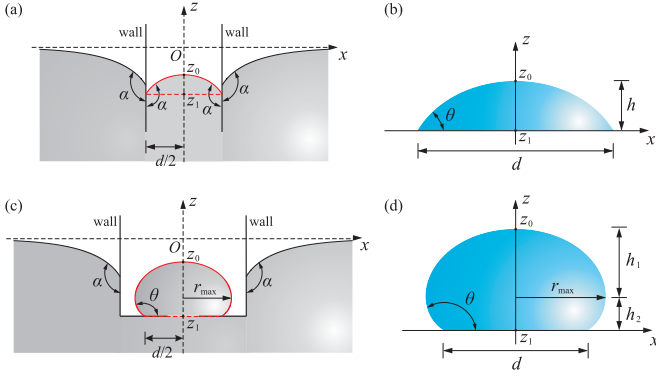 (a)
z
wall
wall
O
x
z0
α
α
α
α
z1
d/2
(b)
z
z0
θ
h
z1
x
d
(c)
z
wall
wall
O
x
z0
α
θ
rmax
α
z1
d/2
(d)
z
z0
h1
rmax
θ
h2
z1
x
d